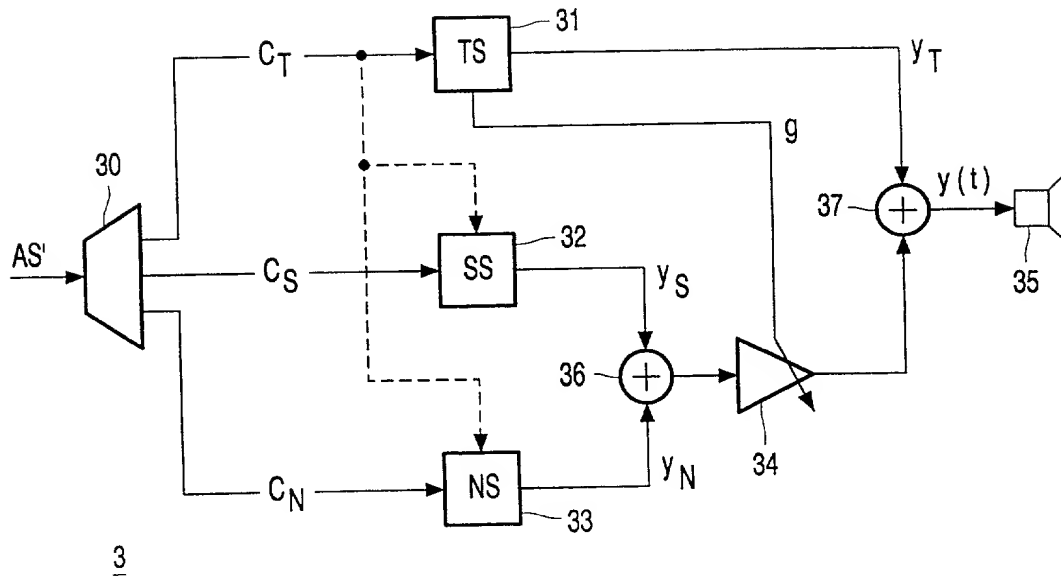 31
C_T
TS
y_T
g
30
37
+
y(t)
35
AS'
32
C_S
SS
y_S
36
+
34
C_N
NS
y_N
33
3